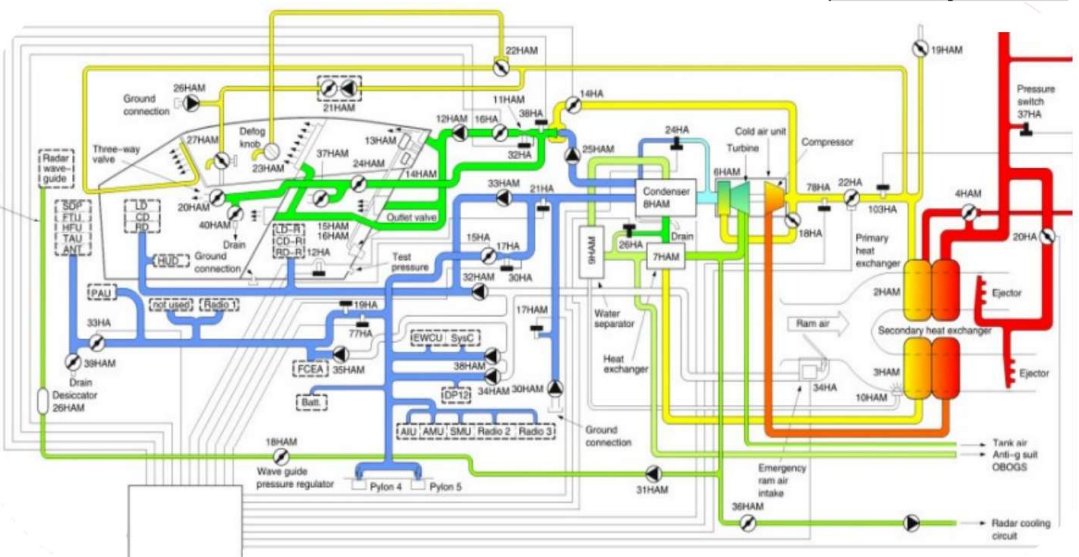 22HAM
19HAM
26HAM
Ground
connection
21HAM
14HA
11HAM
38HA
Pressure
switch
37HA
12HAM
16HA
13HAM
32HA
24HA
Cold air unit
Turbine
Compressor
27HAM
Defog
knob
23HAM
Three-way
valve
37HAM
24HAM
14HAM
25HAM
6HAM
Radar
wave-
guide
20HAM
40HAM
Drain
Outlet valve
15HAM
16HAM
33HAM
21HA
Condenser
8HAM
78HA
22HA
103HA
4HAM
18HA
20HA
SDP
FTU
HFU
TAU
ANT
LD
CD
RD
HUD
LD-RI
CD-RI
RD-RI
Ground
connection
12HA
Test
pressure
15HA
17HA
30HA
32HAM
9HAM
26HA
Drain
7HAM
Primary
heat
exchanger
2HAM
Ejector
PAU
not used
Radio 1
19HA
77HA
17HAM
Water
separator
Ram air
Secondary heat exchanger
33HA
39HAM
Drain
FCEA
35HAM
EWCU
SysC
38HAM
34HAM
DP12
30HAM
Heat
exchanger
34HA
3HAM
10HAM
Ejector
Desiccator
26HAM
Batt.
AIU
AMU
SMU
Radio 2
Radio 3
Ground
connection
18HAM
Wave guide
pressure regulator
Pylon 4
Pylon 5
31HAM
Emergency
ram air
intake
Tank air
Anti-g suit
OBOGS
36HAM
Radar cooling
circuit